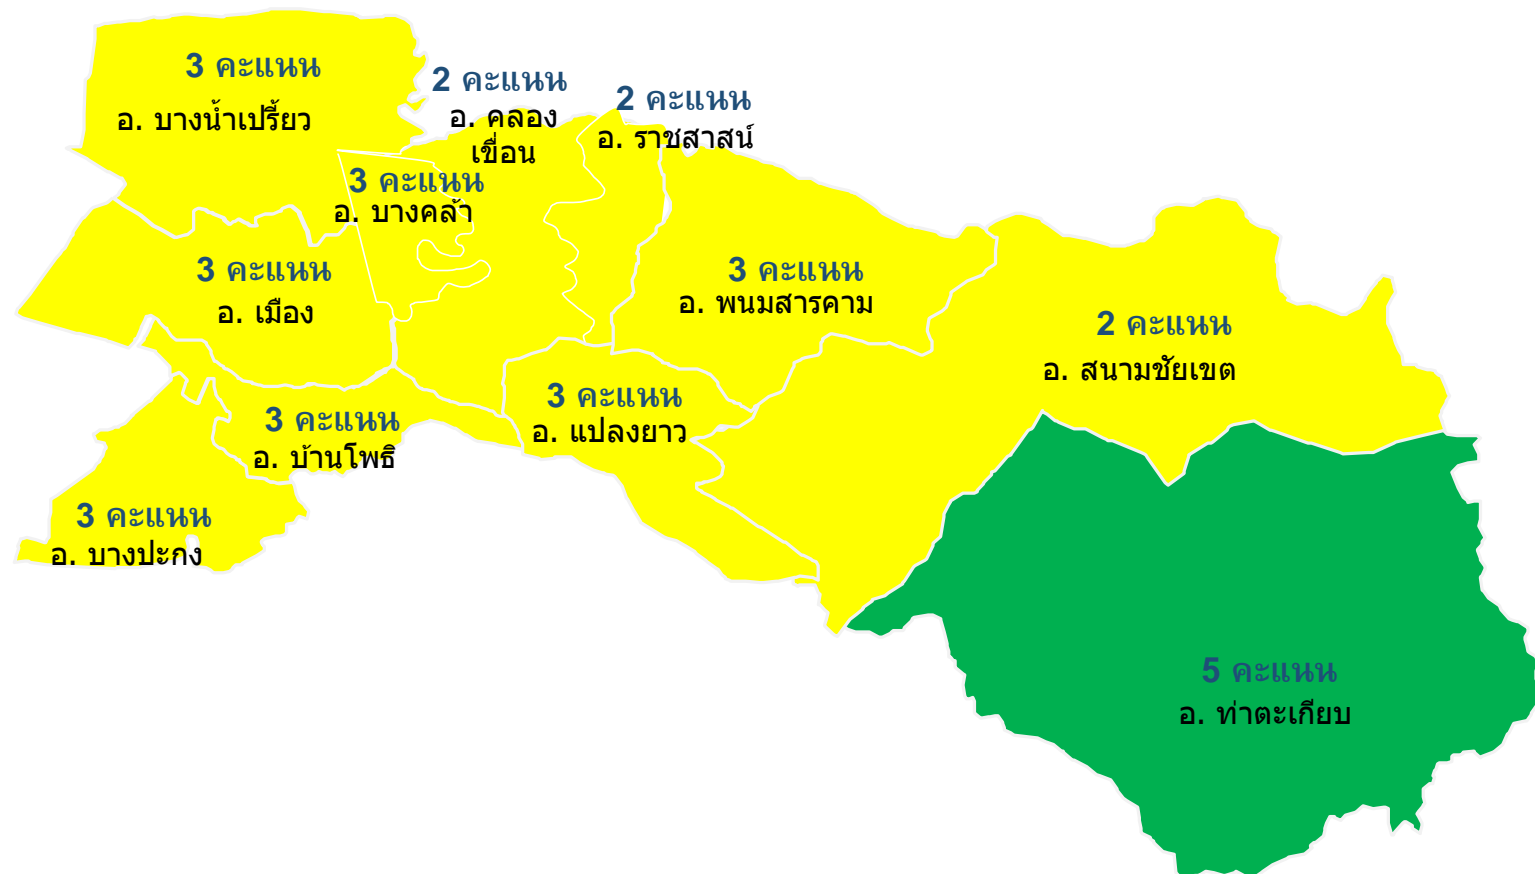 3 คะแนน
อ. บางน้ำเปรี้ยว
2 คะแนน
อ. คลอง
เขื่อน
2 คะแนน
อ. ราชสาสน์
3 คะแนน
อ. บางคล้า
3 คะแนน
อ. เมือง
3 คะแนน
อ. พนมสารคาม
2 คะแนน
อ. สนามชัยเขต
3 คะแนน
อ. แปลงยาว
3 คะแนน
อ. บ้านโพธิ
3 คะแนน
อ. บางปะกง
5 คะแนน
อ. ท่าตะเกียบ